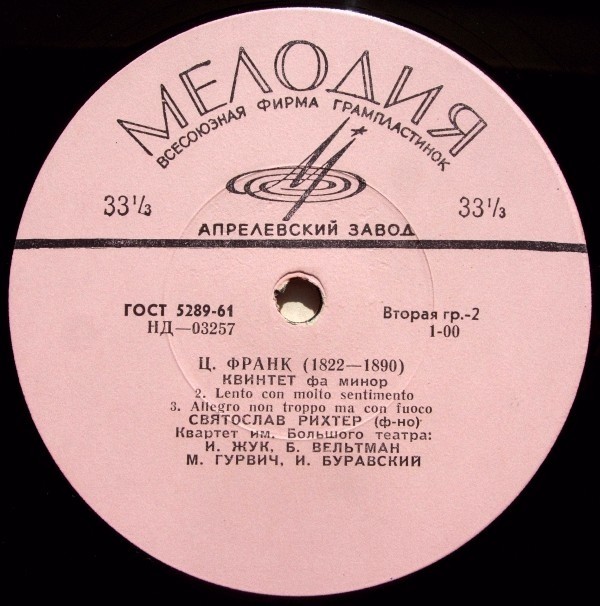 МЕЛОДИЯ
ВСЕСОЮЗНАЯ ФИРМА ГРАМПЛАСТИНОК
33 1/3
33 1/3
АПРЕЛЕВСКИЙ ЗАВОД
ГОСТ 5289-61
НД—03257
Вторая гр.-2
1-00
Ц. ФРАНК (1822—1890)
КВИНТЕТ фа минор
2. Lento con molto sentimento
3. Allegro non troppo ma con fuoco
СВЯТОСЛАВ РИХТЕР (ф-но)
Квартет им. Большого театра:
И. ЖУК, Б. ВЕЛЬТМАН
М. ГУРВИЧ, И. БУРАВСКИЙ